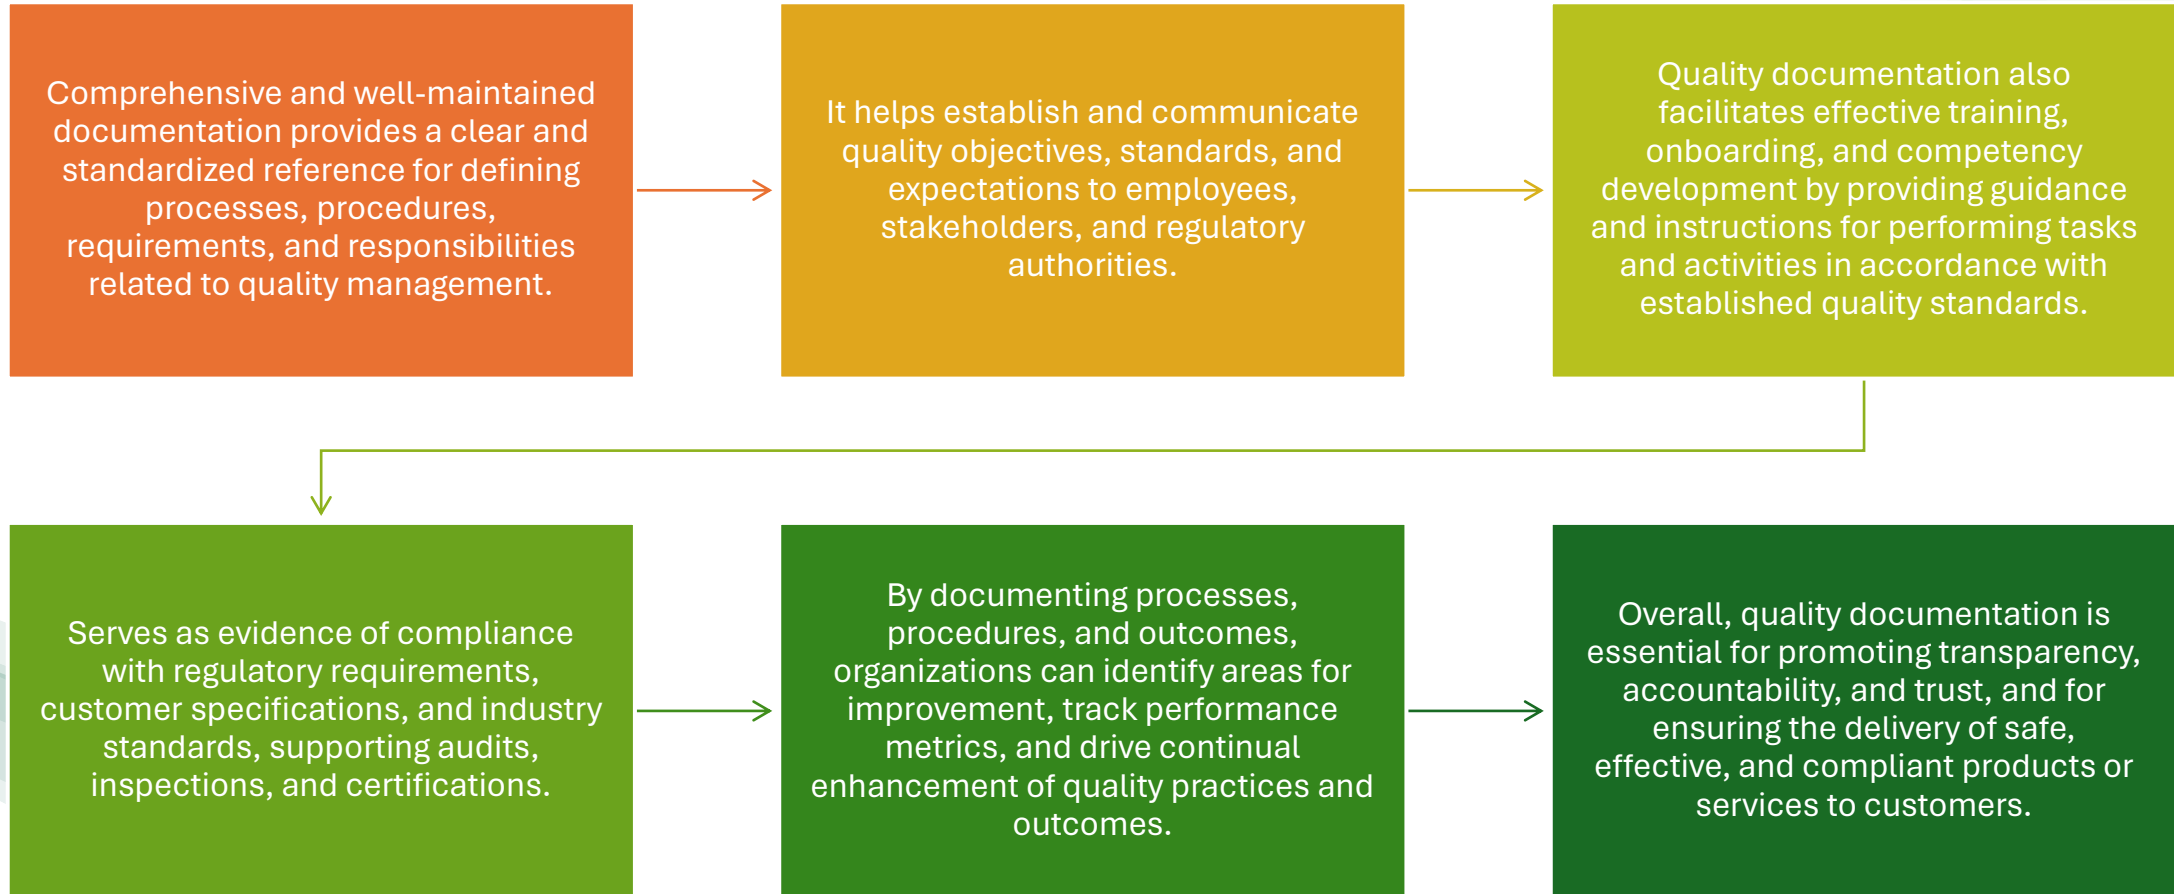 Comprehensive and well-maintained
documentation provides a clear and
standardized reference for defining
processes, procedures,
requirements, and responsibilities
related to quality management.
It helps establish and communicate
quality objectives, standards, and
expectations to employees,
stakeholders, and regulatory
authorities.
Quality documentation also
facilitates effective training,
onboarding, and competency
development by providing guidance
and instructions for performing tasks
and activities in accordance with
established quality standards.
Serves as evidence of compliance
with regulatory requirements,
customer specifications, and industry
standards, supporting audits,
inspections, and certifications.
By documenting processes,
procedures, and outcomes,
organizations can identify areas for
improvement, track performance
metrics, and drive continual
enhancement of quality practices and
outcomes.
Overall, quality documentation is
essential for promoting transparency,
accountability, and trust, and for
ensuring the delivery of safe,
effective, and compliant products or
services to customers.